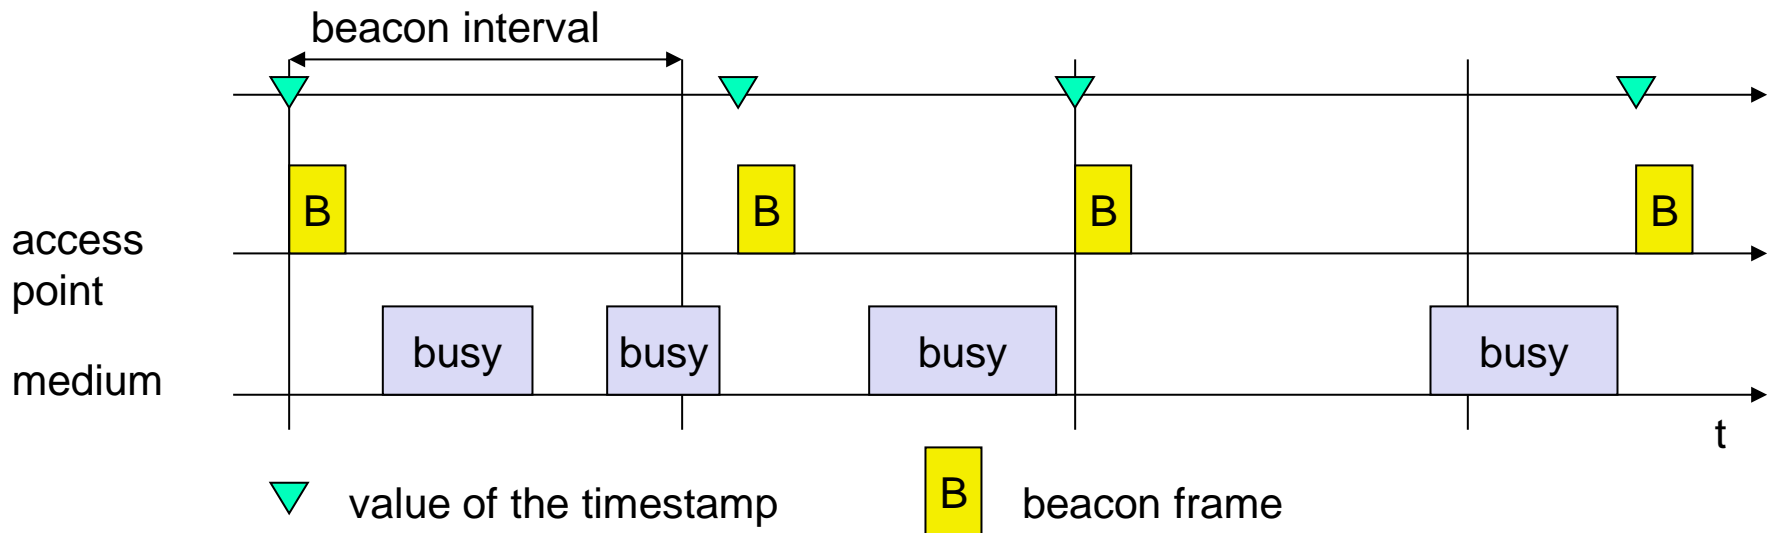 beacon interval
B B B B
access
point
busy busy busy busy
medium
t
value of the timestamp
B beacon frame